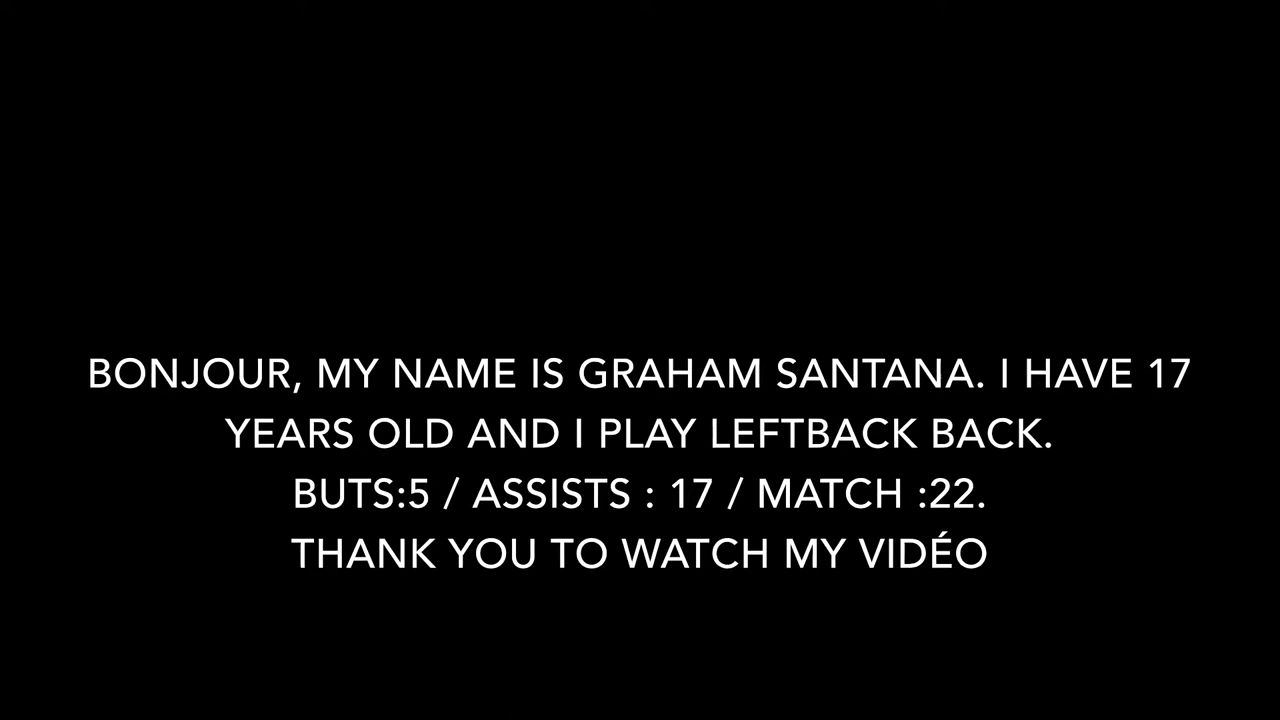 BONJOUR, MY NAME IS GRAHAM SANTANA. I HAVE 17
YEARS OLD AND I PLAY LEFTBACK BACK.
BUTS:5 / ASSISTS : 17 / MATCH :22.
THANK YOU TO WATCH MY VIDÉO